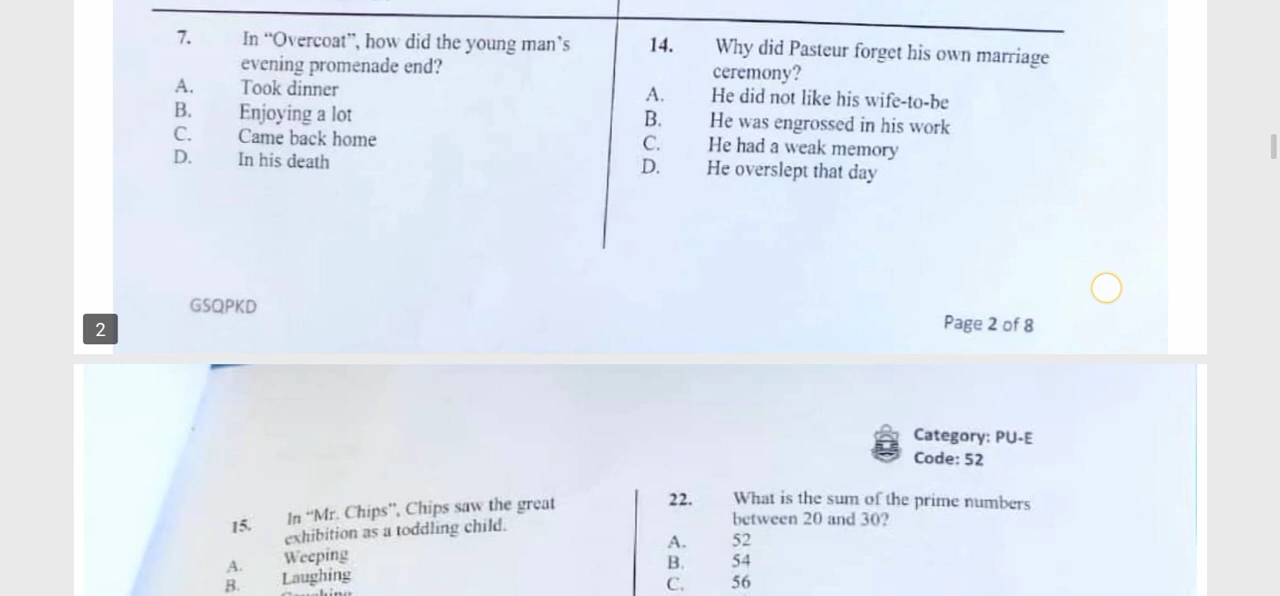 7. In “Overcoat”, how did the young man’s
evening promenade end?
A. Took dinner
B. Enjoying a lot
C. Came back home
D. In his death
14. Why did Pasteur forget his own marriage
ceremony?
A. He did not like his wife-to-be
B. He was engrossed in his work
C. He had a weak memory
D. He overslept that day
GSQPKD
2
Page 2 of 8
Category: PU-E
Code: 52
15. In “Mr. Chips”, Chips saw the great
exhibition as a toddling child.
A. Weeping
B. Laughing
22. What is the sum of the prime numbers
between 20 and 30?
A. 52
B. 54
C. 56